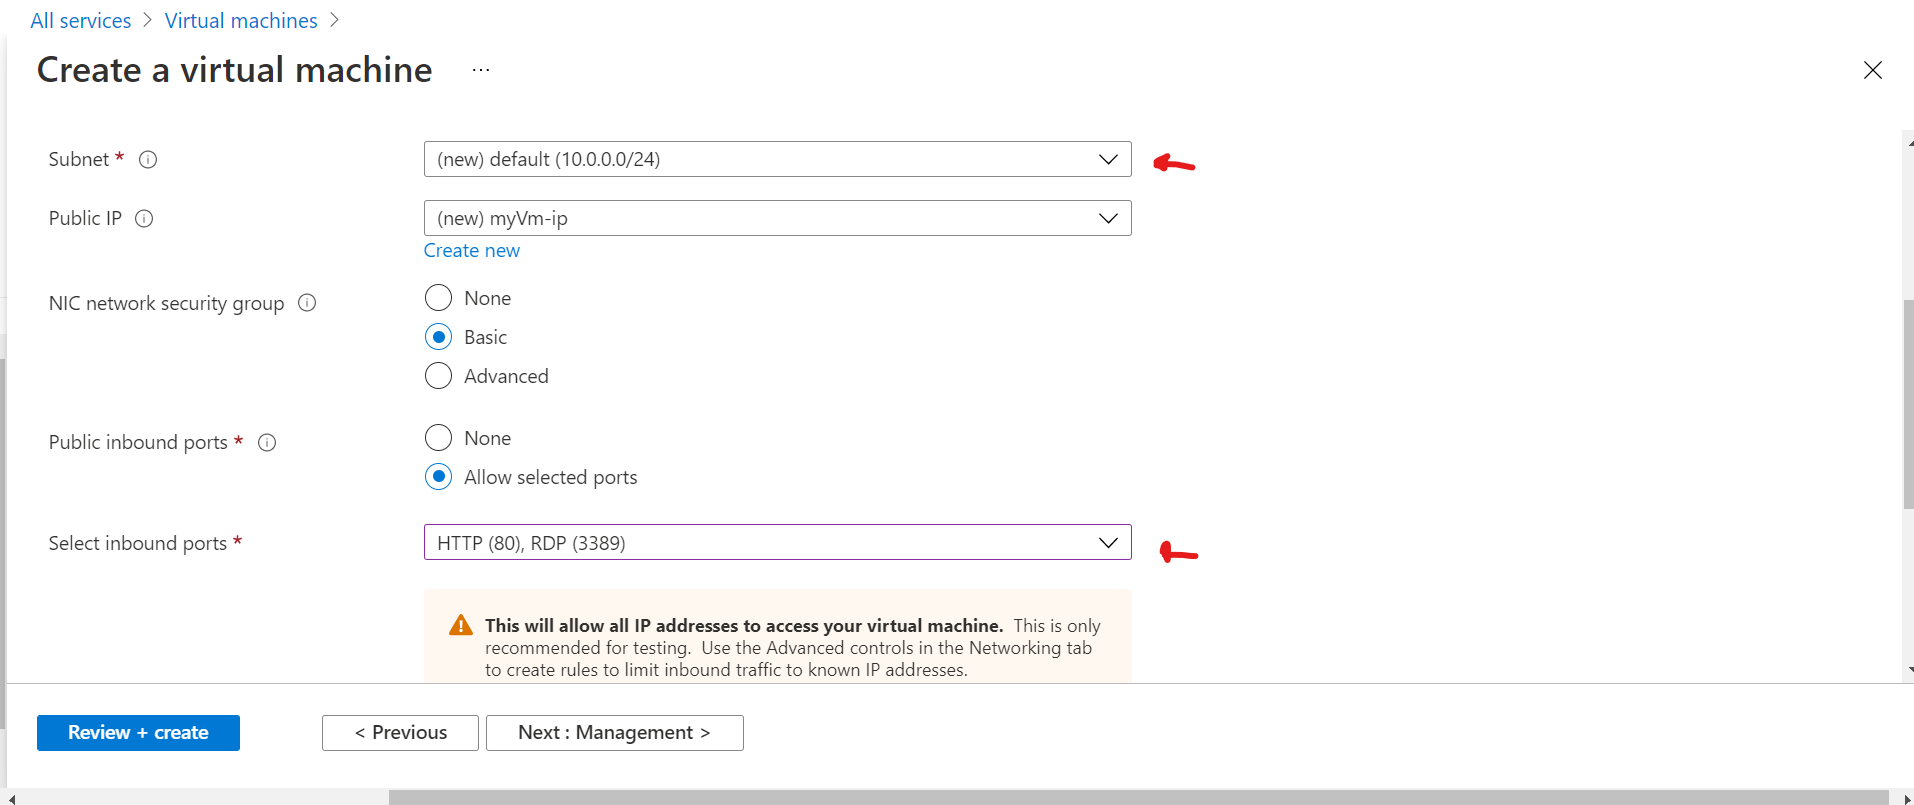 All services > Virtual machines >
Create a virtual machine ...
Subnet * (new) default (10.0.0.0/24)
Public IP (new) myVm-ip
Create new
NIC network security group
None
Basic
Advanced
Public inbound ports *
None
Allow selected ports
Select inbound ports * HTTP (80), RDP (3389)
This will allow all IP addresses to access your virtual machine. This is only
recommended for testing. Use the Advanced controls in the Networking tab
to create rules to limit inbound traffic to known IP addresses.
Review + create < Previous Next : Management >